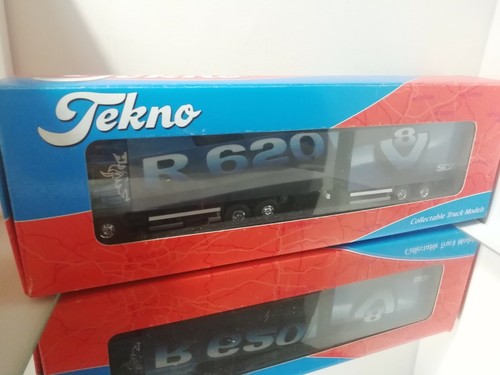 Tekno
R 620
V8
Collectable Truck Models